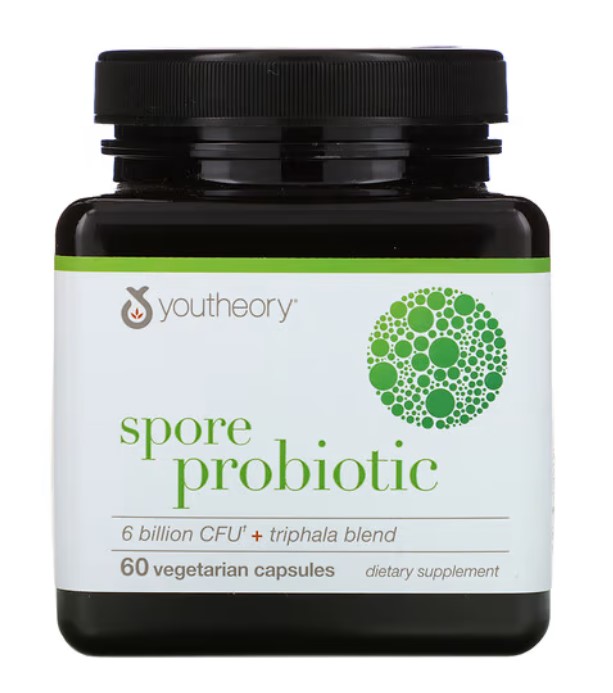 youtheory®
spore
probiotic
6 billion CFU† + triphala blend
60 vegetarian capsules dietary supplement